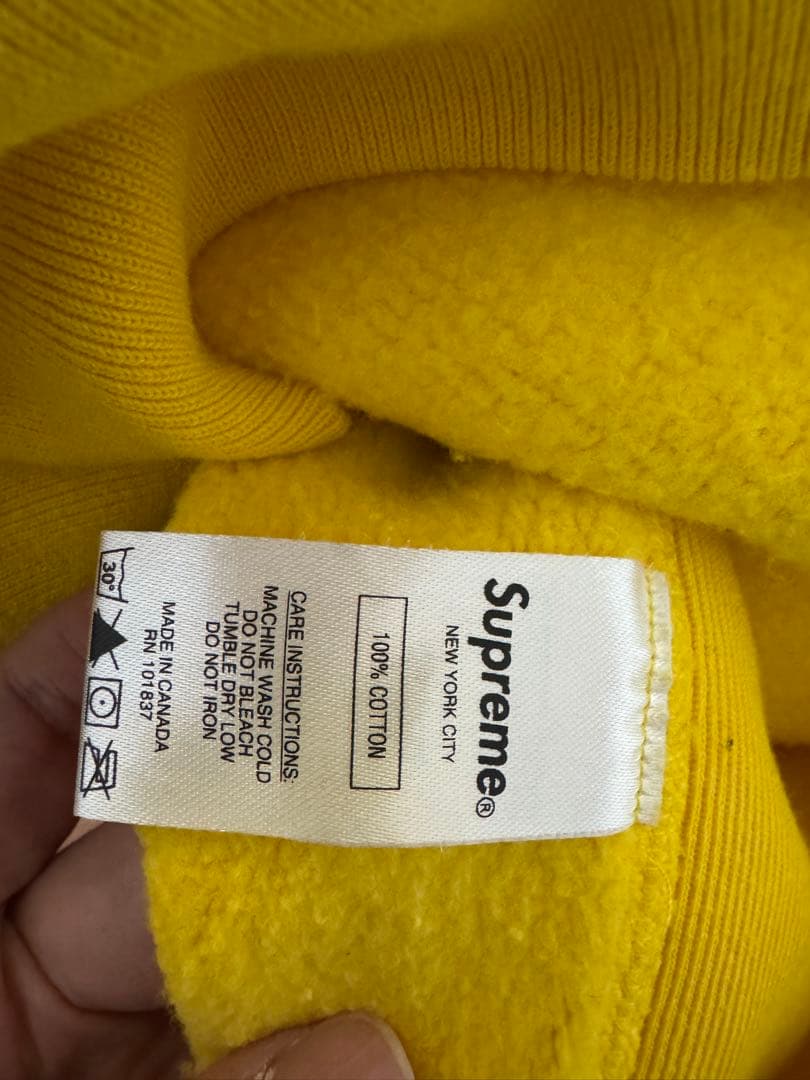 Supreme®
NEW YORK CITY
100% COTTON
CARE INSTRUCTIONS:
MACHINE WASH COLD
DO NOT BLEACH
TUMBLE DRY LOW
DO NOT IRON
MADE IN CANADA
RN 101837
30°